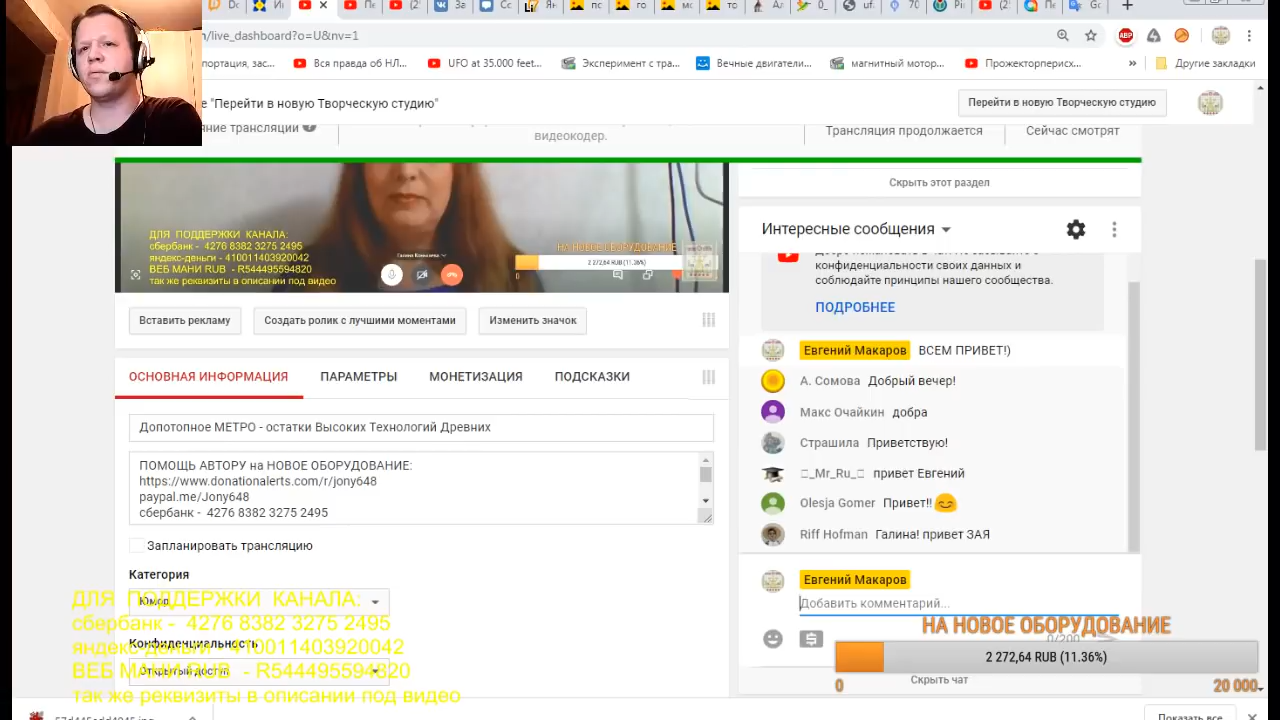 n/live_dashboard?o=U&nv=1
портация, зас...
Вся правда об НЛ...
UFO at 35.000 feet...
Эксперимент с тра...
Вечные двигатели...
магнитный мотор...
Прожекторперисх...
»
Другие закладки
е "Перейти в новую Творческую студию"
Перейти в новую Творческую студию
яние трансляции
видеокодер.
Трансляция продолжается
Сейчас смотрят
Скрыть этот раздел
ДЛЯ ПОДДЕРЖКИ КАНАЛА:
сбербанк - 4276 8382 3275 2495
яндекс-деньги - 410011403920042
ВЕБ МАНИ RUB - R544495594820
так же реквизиты в описании под видео
НА НОВОЕ ОБОРУДОВАНИЕ
2 272,64 RUB (11.36%)
Интересные сообщения
конфиденциальность своих данных и
соблюдайте принципы нашего сообщества.
ПОДРОБНЕЕ
Вставить рекламу
Создать ролик с лучшими моментами
Изменить значок
ОСНОВНАЯ ИНФОРМАЦИЯ
ПАРАМЕТРЫ
МОНЕТИЗАЦИЯ
ПОДСКАЗКИ
Допотопное МЕТРО - остатки Высоких Технологий Древних
ПОМОЩЬ АВТОРУ на НОВОЕ ОБОРУДОВАНИЕ:
https://www.donationalerts.com/r/jony648
paypal.me/Jony648
сбербанк - 4276 8382 3275 2495
Запланировать трансляцию
Категория
Юмор
Конфиденциальность
Открытый доступ
Евгений Макаров ВСЕМ ПРИВЕТ!)
А. Сомова Добрый вечер!
Макс Очайкин добра
Страшила Приветствую!
_Mr_Ru_ привет Евгений
Olesja Gomer Привет!!
Riff Hofman Галина! привет ЗАЯ
Евгений Макаров
Добавить комментарий...
0/200
Скрыть чат
ДЛЯ ПОДДЕРЖКИ КАНАЛА:
сбербанк - 4276 8382 3275 2495
яндекс-деньги - 410011403920042
ВЕБ МАНИ RUB - R544495594820
так же реквизиты в описании под видео
НА НОВОЕ ОБОРУДОВАНИЕ
2 272,64 RUB (11.36%)
0
20 000
Показать все